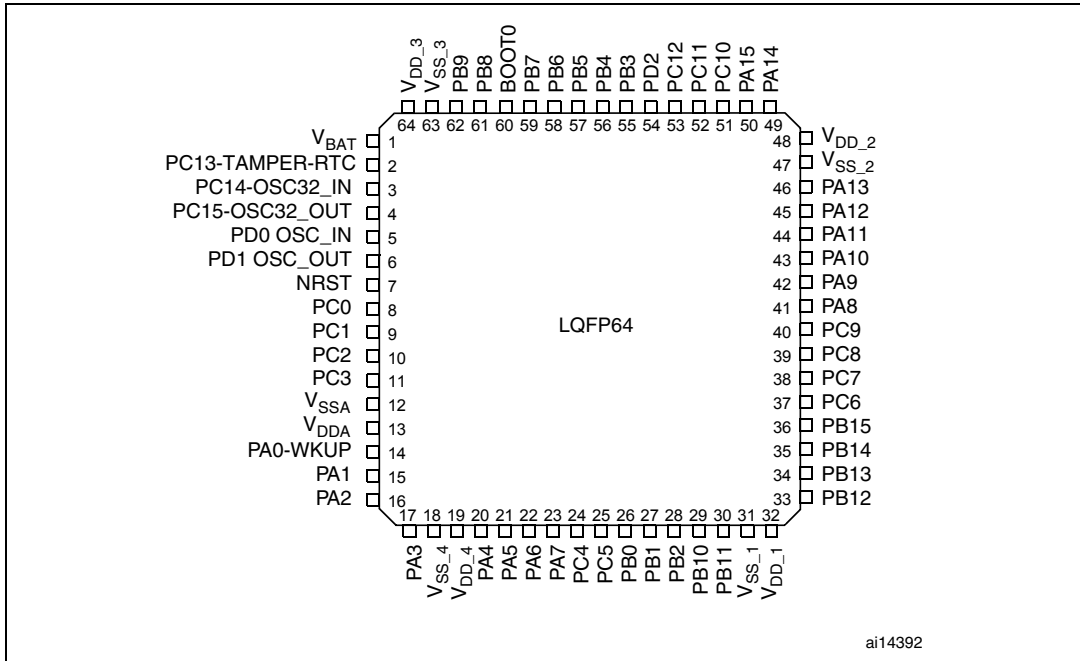 VDD_3 VSS_3 PB9 PB8 BOOT0 PB7 PB6 PB5 PB4 PB3 PD2 PC12 PC11 PC10 PA15 PA14
64 63 62 61 60 59 58 57 56 55 54 53 52 51 50 49
VBAT 1 48 VDD_2
PC13-TAMPER-RTC 2 47 VSS_2
PC14-OSC32_IN 3 46 PA13
PC15-OSC32_OUT 4 45 PA12
PD0 OSC_IN 5 44 PA11
PD1 OSC_OUT 6 43 PA10
NRST 7 42 PA9
PC0 8 41 PA8
PC1 9 LQFP64 40 PC9
PC2 10 39 PC8
PC3 11 38 PC7
VSSA 12 37 PC6
VDDA 13 36 PB15
PA0-WKUP 14 35 PB14
PA1 15 34 PB13
PA2 16 33 PB12
17 18 19 20 21 22 23 24 25 26 27 28 29 30 31 32
PA3 VSS_4 VDD_4 PA4 PA5 PA6 PA7 PC4 PC5 PB0 PB1 PB2 PB10 PB11 VSS_1 VDD_1
ai14392